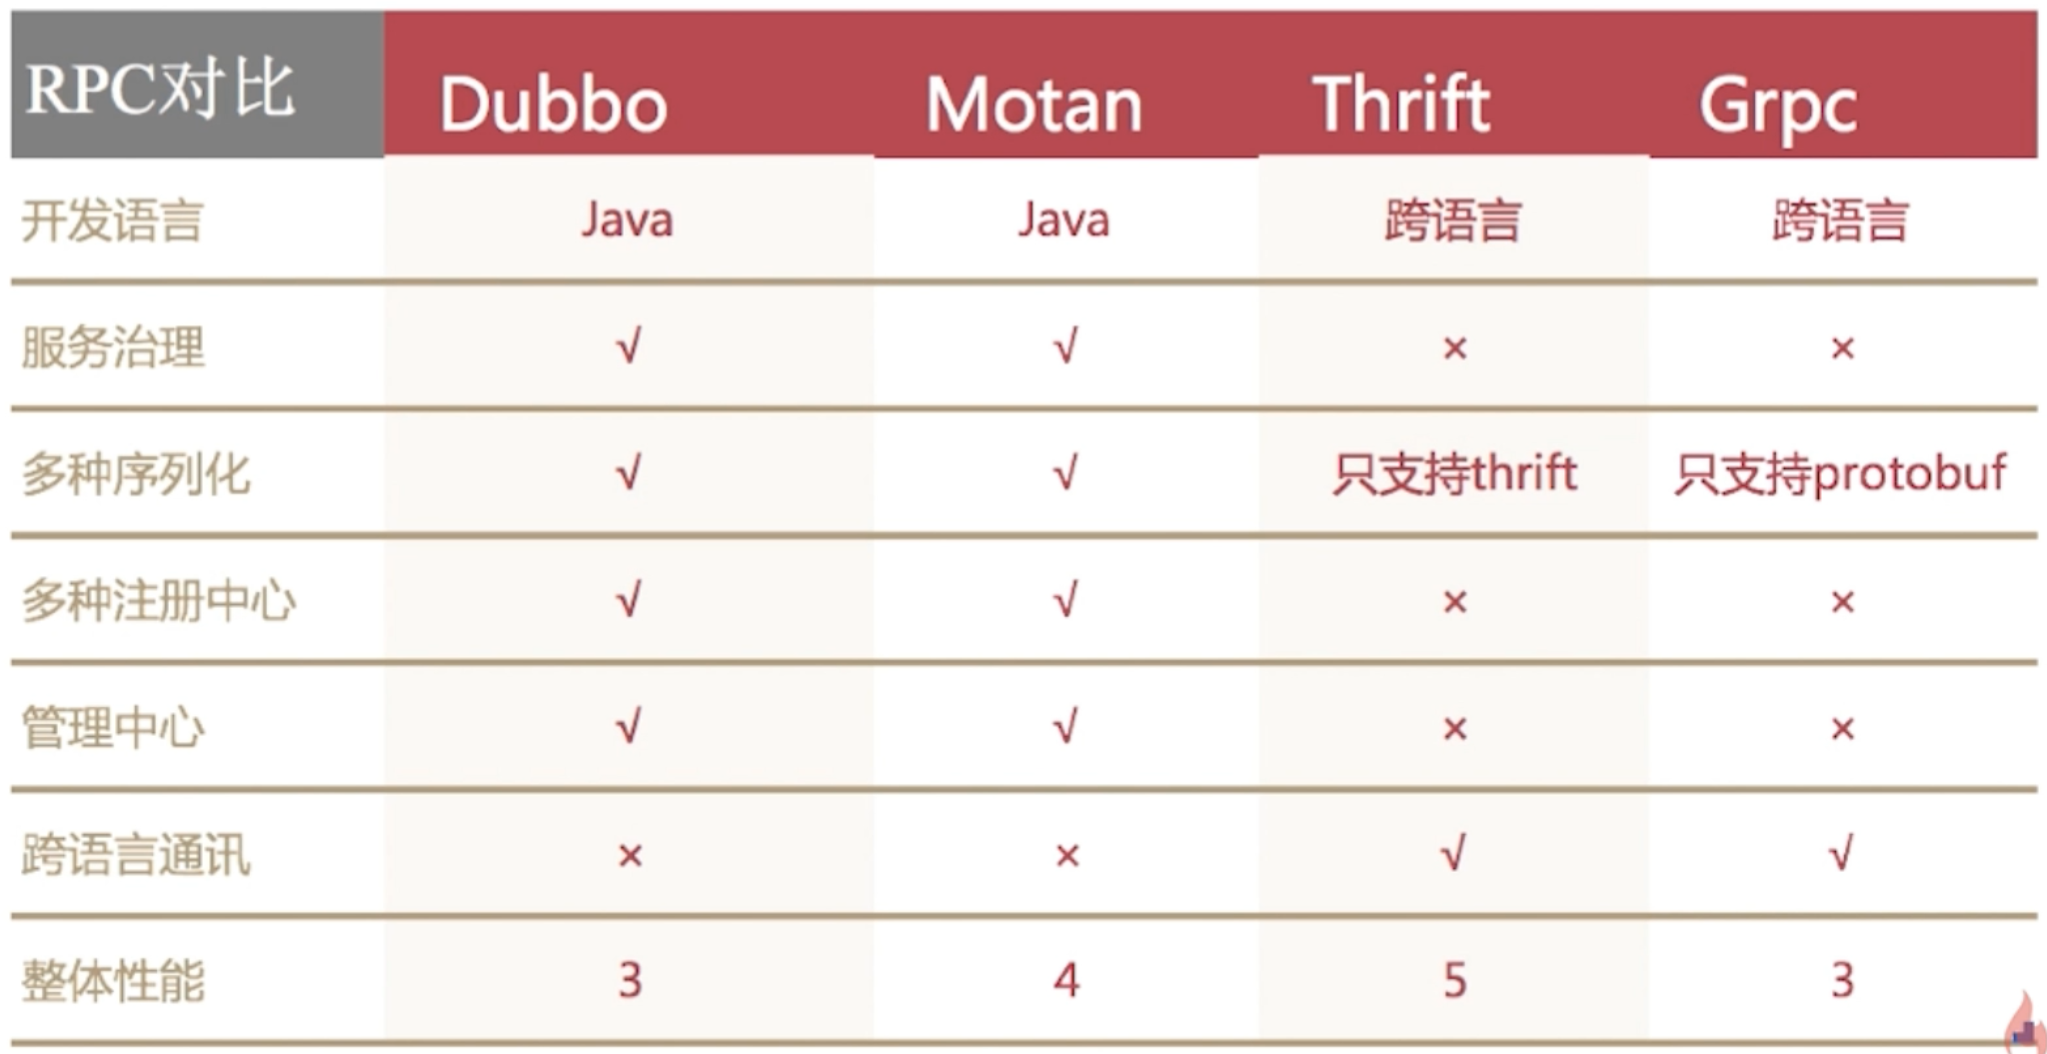 RPC对比 Dubbo Motan Thrift Grpc
开发语言 Java Java 跨语言 跨语言
服务治理 √ √ × ×
多种序列化 √ √ 只支持thrift 只支持protobuf
多种注册中心 √ √ × ×
管理中心 √ √ × ×
跨语言通讯 × × √ √
整体性能 3 4 5 3